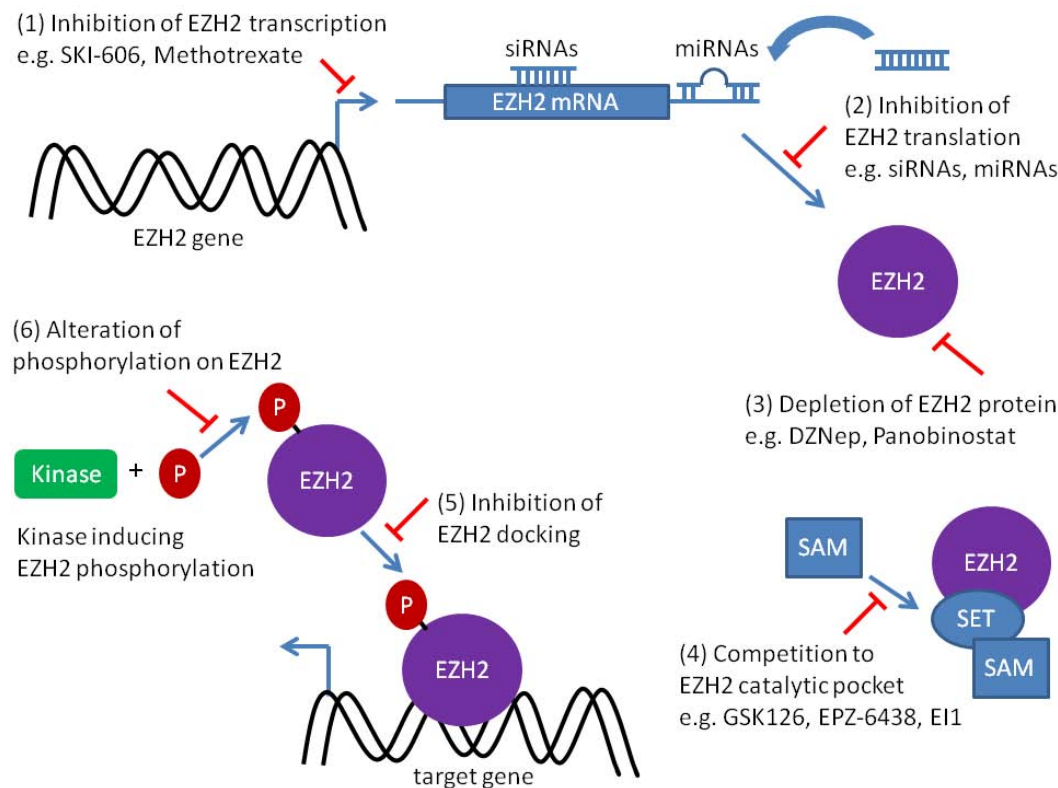 (1) Inhibition of EZH2 transcription
e.g. SKI-606, Methotrexate
siRNAs
miRNAs
EZH2 mRNA
(2) Inhibition of
EZH2 translation
e.g. siRNAs, miRNAs
EZH2 gene
EZH2
(3) Depletion of EZH2 protein
e.g. DZNep, Panobinostat
(6) Alteration of
phosphorylation on EZH2
P
Kinase
+
P
EZH2
Kinase inducing
EZH2 phosphorylation
(5) Inhibition of
EZH2 docking
P
EZH2
target gene
SAM
EZH2
SET
SAM
(4) Competition to
EZH2 catalytic pocket
e.g. GSK126, EPZ-6438, EI1